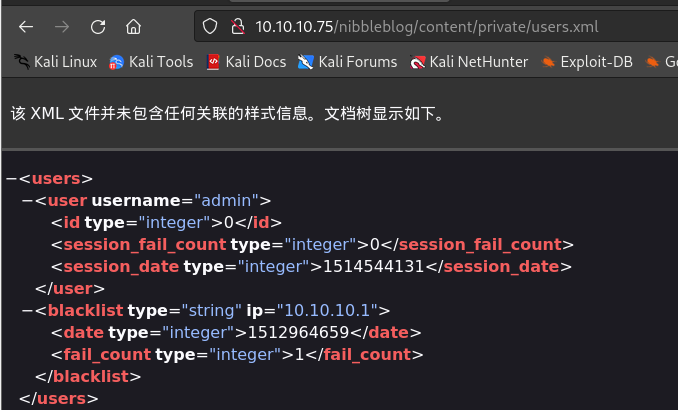 10.10.10.75/nibbleblog/content/private/users.xml
Kali Linux Kali Tools Kali Docs Kali Forums Kali NetHunter Exploit-DB
该 XML 文件并未包含任何关联的样式信息。文档树显示如下。
−<users>
−<user username="admin">
<id type="integer">0</id>
<session_fail_count type="integer">0</session_fail_count>
<session_date type="integer">1514544131</session_date>
</user>
−<blacklist type="string" ip="10.10.10.1">
<date type="integer">1512964659</date>
<fail_count type="integer">1</fail_count>
</blacklist>
</users>